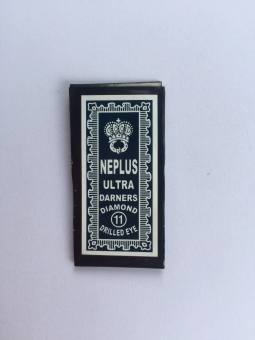 NEPLUS
ULTRA
DARNERS
DIAMOND
11
DRILLED EYE